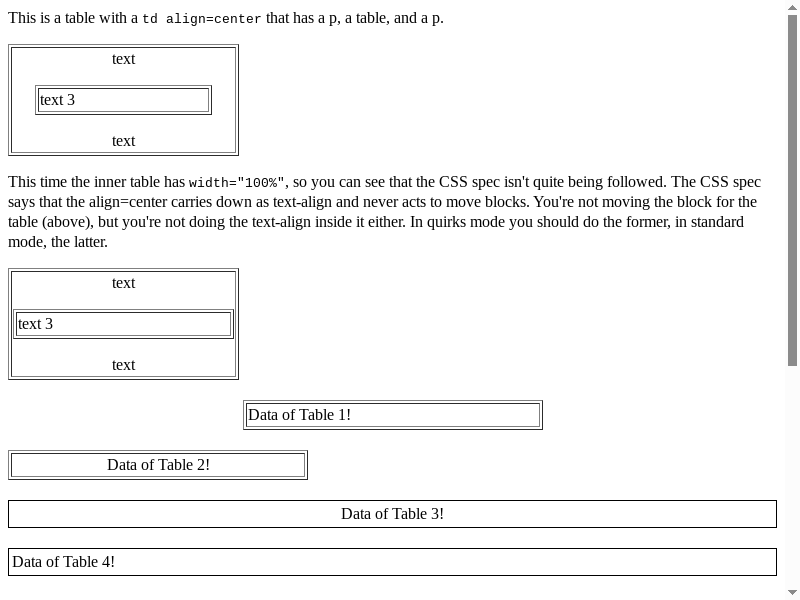 This is a table with a td align=center that has a p, a table, and a p.
text
text 3
text
This time the inner table has width="100%", so you can see that the CSS spec isn't quite being followed. The CSS spec
says that the align=center carries down as text-align and never acts to move blocks. You're not moving the block for the
table (above), but you're not doing the text-align inside it either. In quirks mode you should do the former, in standard
mode, the latter.
text
text 3
text
Data of Table 1!
Data of Table 2!
Data of Table 3!
Data of Table 4!